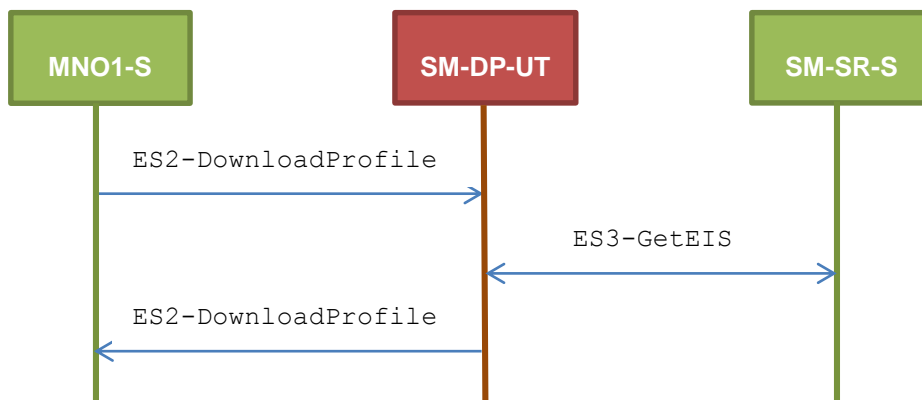 MNO1-S
SM-DP-UT
SM-SR-S
ES2-DownloadProfile
ES3-GetEIS
ES2-DownloadProfile